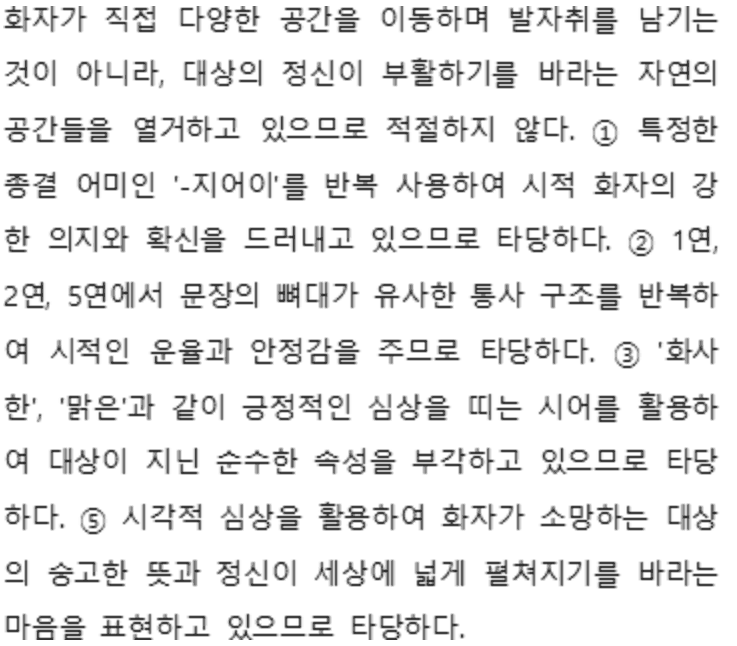 화자가 직접 다양한 공간을 이동하며 발자취를 남기는
것이 아니라, 대상의 정신이 부활하기를 바라는 자연의
공간들을 열거하고 있으므로 적절하지 않다. ① 특정한
종결 어미인 '-지어이'를 반복 사용하여 시적 화자의 강
한 의지와 확신을 드러내고 있으므로 타당하다. ② 1연,
2연, 5연에서 문장의 뼈대가 유사한 통사 구조를 반복하
여 시적인 운율과 안정감을 주므로 타당하다. ③ '화사
한', '맑은'과 같이 긍정적인 심상을 띠는 시어를 활용하
여 대상이 지닌 순수한 속성을 부각하고 있으므로 타당
하다. ⑤ 시각적 심상을 활용하여 화자가 소망하는 대상
의 숭고한 뜻과 정신이 세상에 넓게 펼쳐지기를 바라는
마음을 표현하고 있으므로 타당하다.